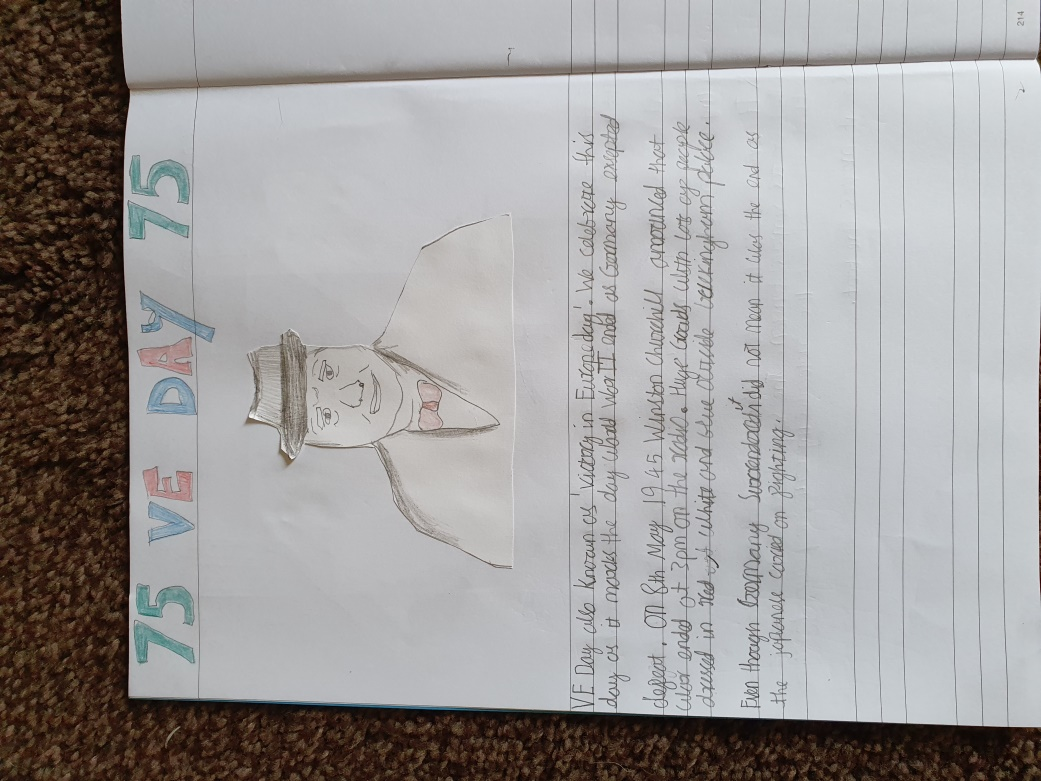 75 VE DAY 75
VE Day also known as 'Victory in Europe day'. We celebrate this
day as it marks the day World War II ended as Germany excepted
defeat. On 8th May 1945 Winston Churchill announced that
war ended at 3pm on the radio. Huge crowds with lots of people
dressed in red white and blue outside buckingham palace.
Even though Germany it did not mean it was the end as
the japanese carried on fighting.
214